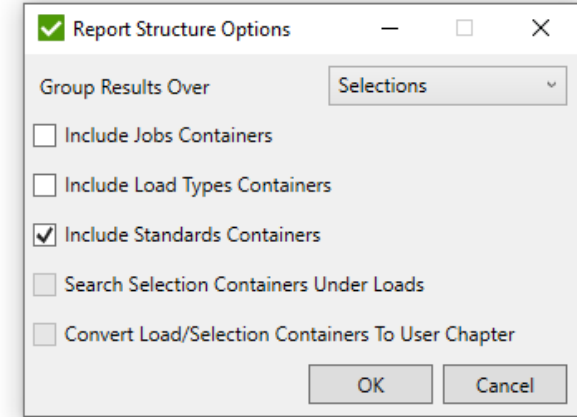 Report Structure Options
Group Results Over Selections
Include Jobs Containers
Include Load Types Containers
Include Standards Containers
Search Selection Containers Under Loads
Convert Load/Selection Containers To User Chapter
OK Cancel